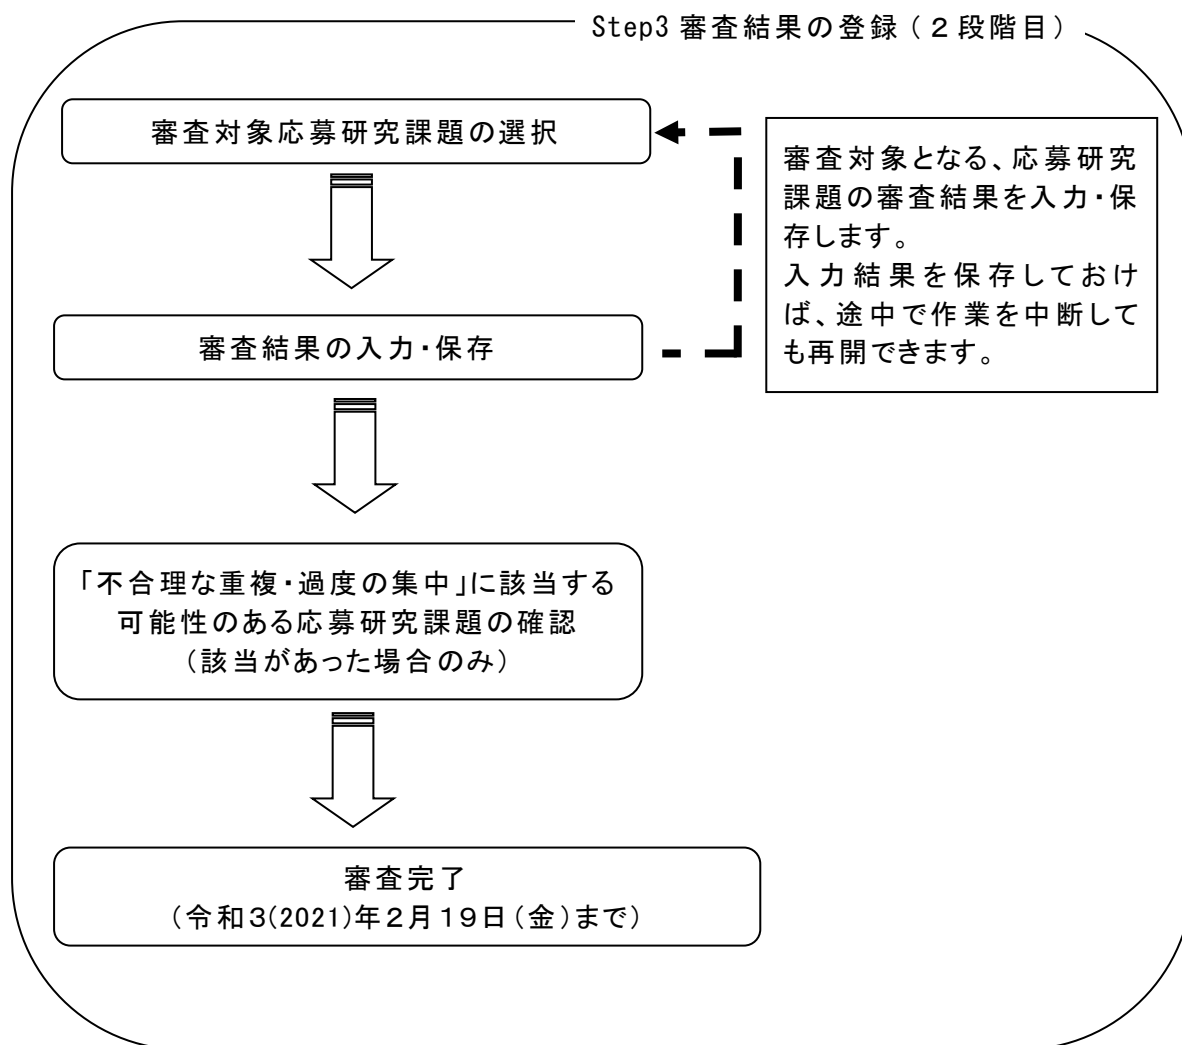 Step3 審査結果の登録(2段階目)
審査対象応募研究課題の選択
審査対象となる、応募研究
課題の審査結果を入力・保
存します。
入力結果を保存しておけ
ば、途中で作業を中断して
も再開できます。
審査結果の入力・保存
「不合理な重複・過度の集中」に該当する
可能性のある応募研究課題の確認
(該当があった場合のみ)
審査完了
(令和3(2021)年2月19日(金)まで)